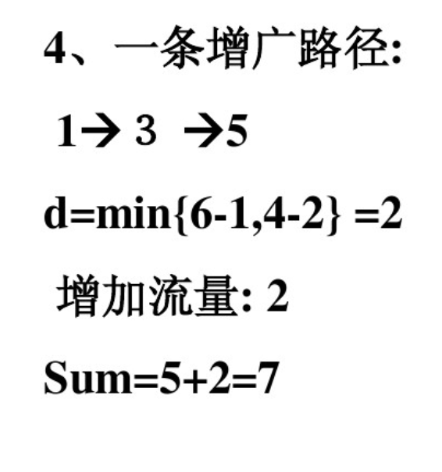 4、一条增广路径:
1→ 3 →5
d=min{6-1,4-2} =2
增加流量: 2
Sum=5+2=7